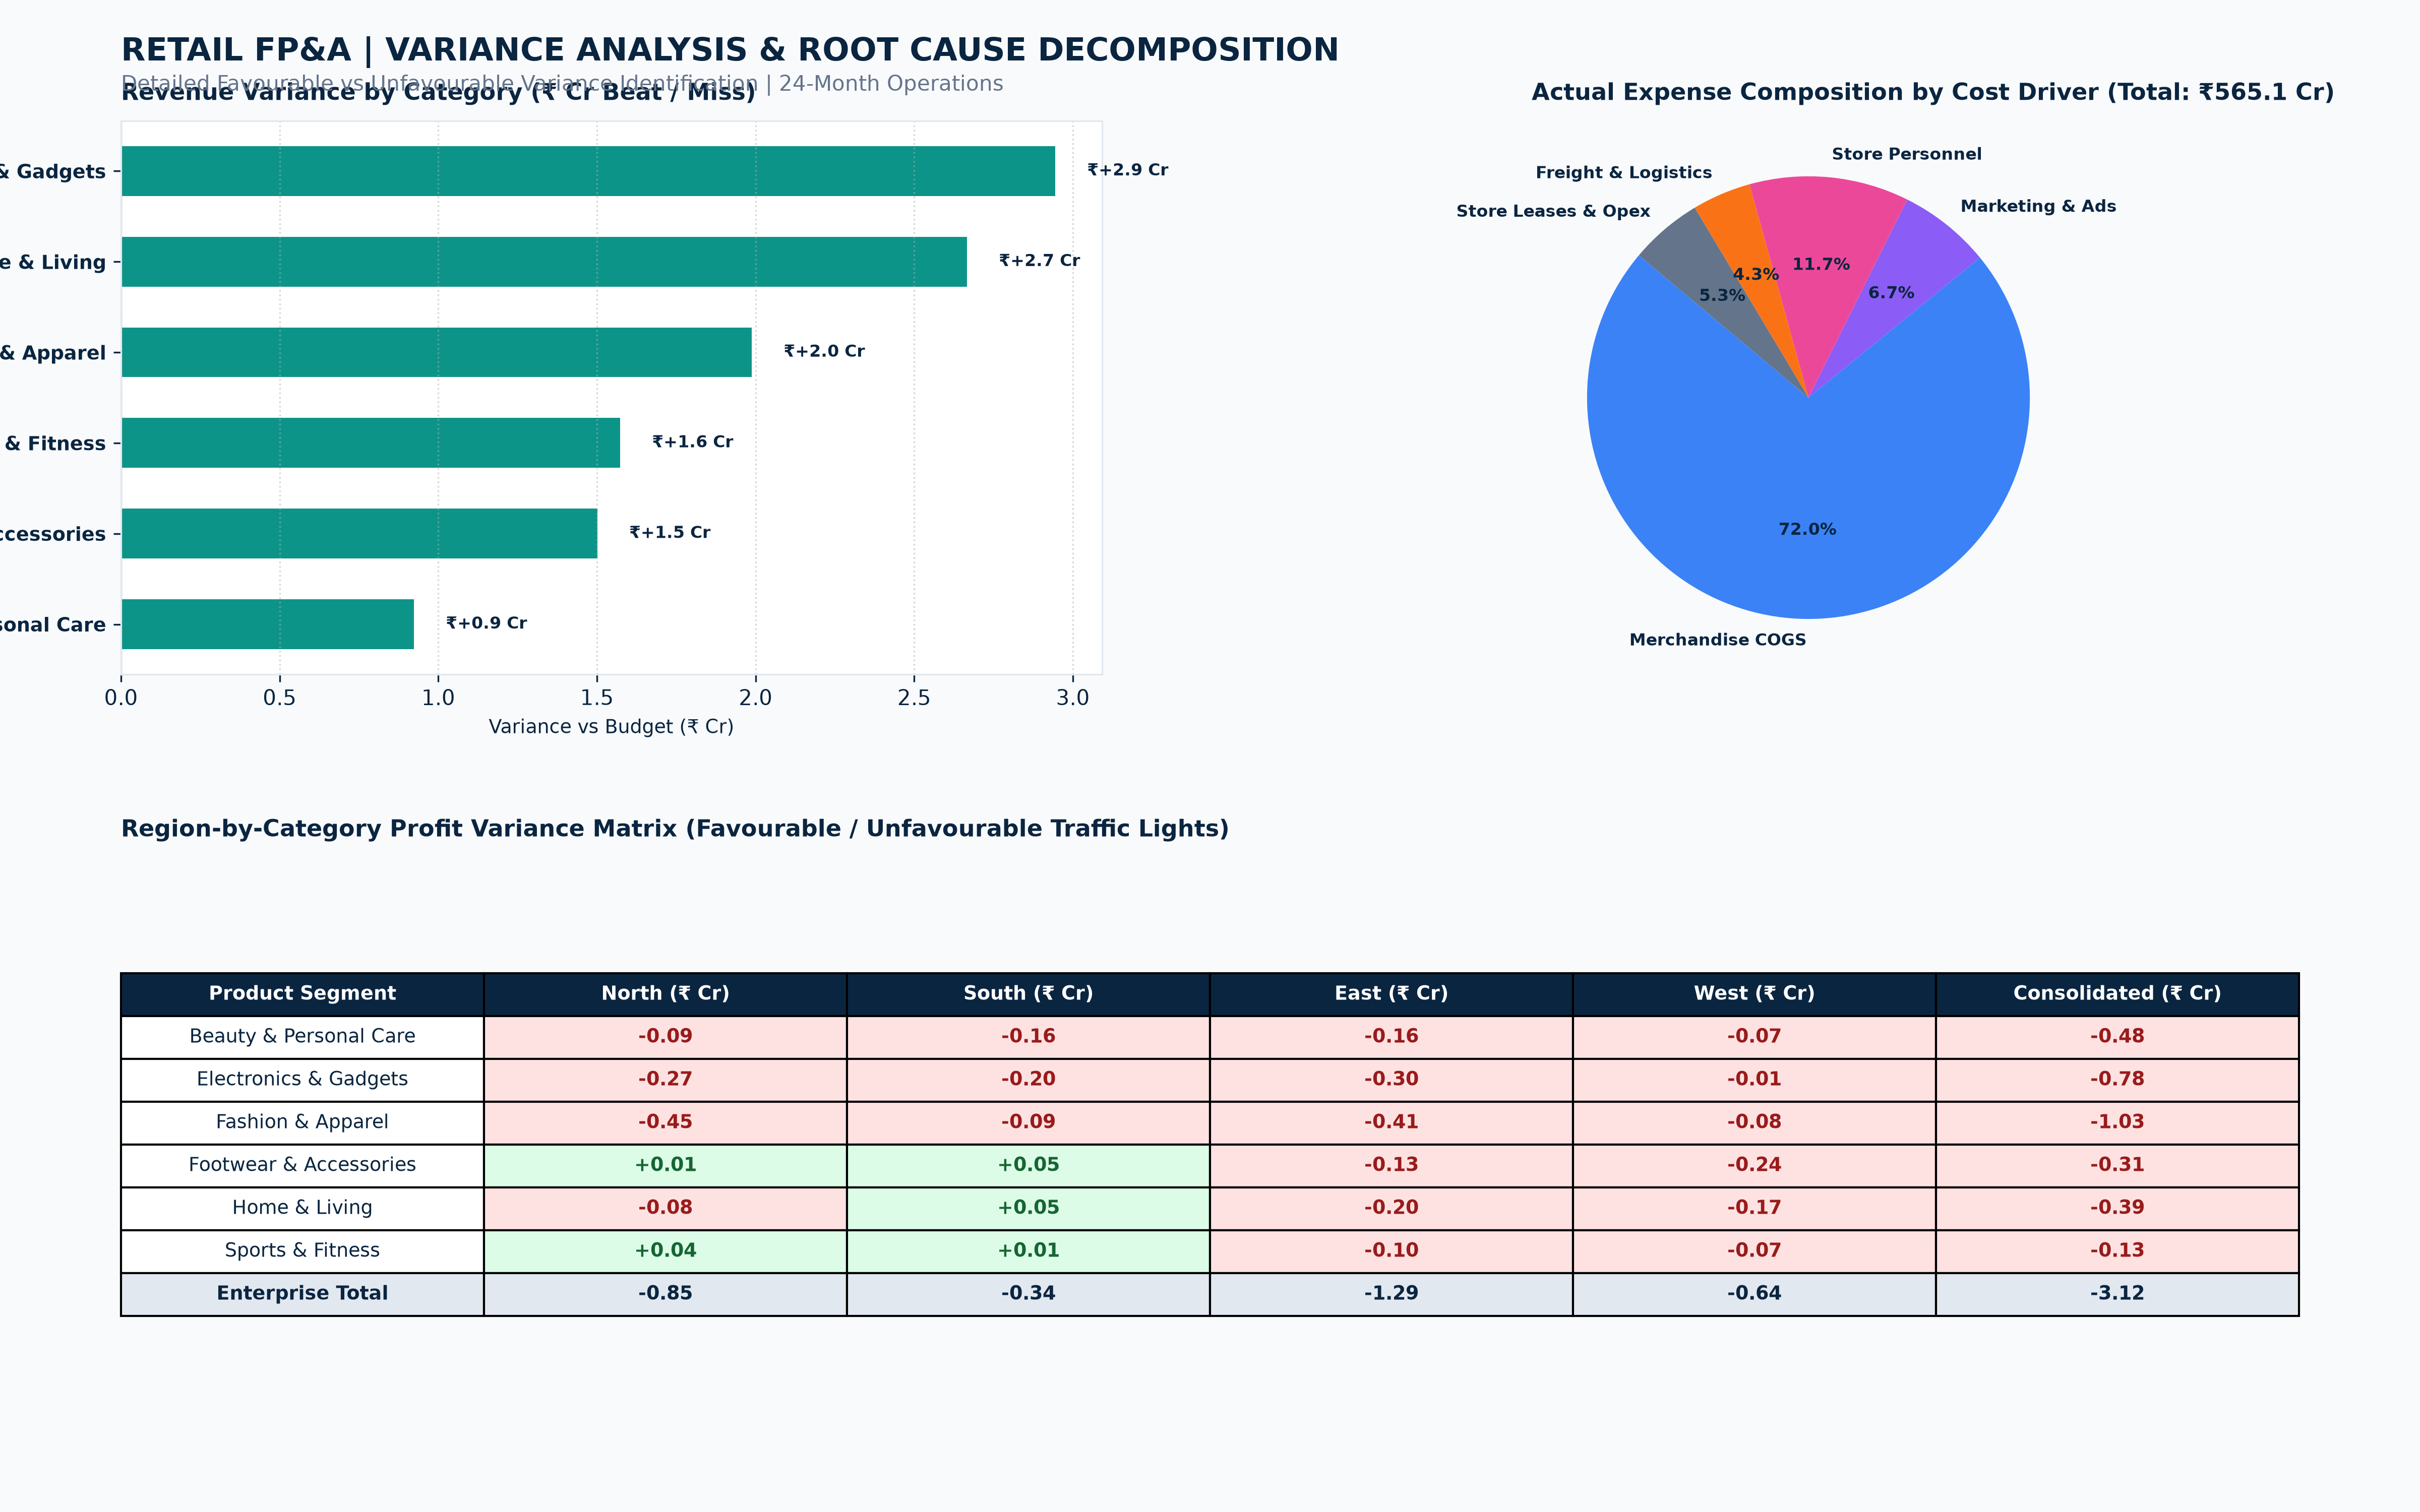 RETAIL FP&A | VARIANCE ANALYSIS & ROOT CAUSE DECOMPOSITION
Detailed Favourable vs Unfavourable Variance Identification | 24-Month Operations
Revenue Variance by Category (₹ Cr Beat / Miss)
& Gadgets
₹+2.9 Cr
e & Living
₹+2.7 Cr
& Apparel
₹+2.0 Cr
& Fitness
₹+1.6 Cr
ccessories
₹+1.5 Cr
sonal Care
₹+0.9 Cr
0.0 0.5 1.0 1.5 2.0 2.5 3.0
Variance vs Budget (₹ Cr)
Actual Expense Composition by Cost Driver (Total: ₹565.1 Cr)
Store Personnel
Freight & Logistics
Marketing & Ads
Store Leases & Opex
11.7%
4.3%
6.7%
5.3%
72.0%
Merchandise COGS
Region-by-Category Profit Variance Matrix (Favourable / Unfavourable Traffic Lights)
Product Segment North (₹ Cr) South (₹ Cr) East (₹ Cr) West (₹ Cr) Consolidated (₹ Cr)
Beauty & Personal Care -0.09 -0.16 -0.16 -0.07 -0.48
Electronics & Gadgets -0.27 -0.20 -0.30 -0.01 -0.78
Fashion & Apparel -0.45 -0.09 -0.41 -0.08 -1.03
Footwear & Accessories +0.01 +0.05 -0.13 -0.24 -0.31
Home & Living -0.08 +0.05 -0.20 -0.17 -0.39
Sports & Fitness +0.04 +0.01 -0.10 -0.07 -0.13
Enterprise Total -0.85 -0.34 -1.29 -0.64 -3.12